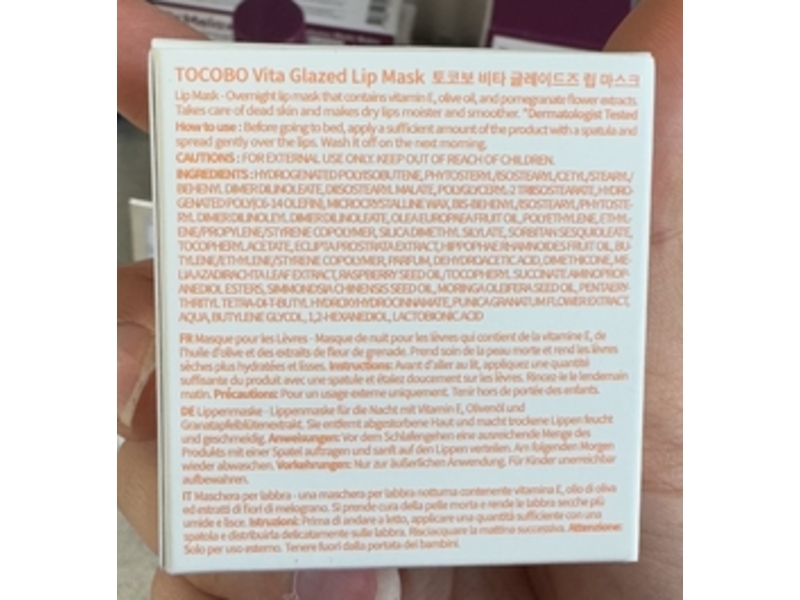 TOCOBO Vita Glazed Lip Mask 토코보 비타 글레이드즈 립 마스크
Lip Mask - Overnight lip mask that contains vitamin E, olive oil, and pomegranate flower extracts.
Takes care of dead skin and makes dry lips moister and smoother. *Dermatologist Tested
How to use : Before going to bed, apply a sufficient amount of the product with a spatula and
spread gently over the lips. Wash it off on the next morning.
CAUTIONS : FOR EXTERNAL USE ONLY. KEEP OUT OF REACH OF CHILDREN.
INGREDIENTS : HYDROGENATED POLYISOBUTENE, PHYTOSTERYL/ISOSTEARYL/CETYL/STEARYL/
BEHENYL DIMER DILINOLEATE, DIISOSTEARYL MALATE, POLYGLYCERYL-2 TRIISOSTEARATE, HYDRO-
GENATED POLY(C6-14 OLEFIN), MICROCRYSTALLINE WAX, BIS-BEHENYL/ISOSTEARYL/PHYTOSTE-
RYL DIMER DILINOLEYL DIMER DILINOLEATE, OLEA EUROPAEA FRUIT OIL, POLYETHYLENE, ETHYL-
ENE/PROPYLENE/STYRENE COPOLYMER, SILICA DIMETHYL SILYLATE, SORBITAN SESQUIOLEATE,
TOCOPHERYL ACETATE, ECLIPTA PROSTRATA EXTRACT, HIPPOPHAE RHAMNOIDES FRUIT OIL, BU-
TYLENE/ETHYLENE/STYRENE COPOLYMER, PARFUM, DEHYDROACETIC ACID, DIMETHICONE, ME-
LIA AZADIRACHTA LEAF EXTRACT, RASPBERRY SEED OIL/TOCOPHERYL SUCCINATE AMINOPROP-
ANEDIOL ESTERS, SIMMONDSIA CHINENSIS SEED OIL, MORINGA OLEIFERA SEED OIL, PENTAERY-
THRITYL TETRA-DI-T-BUTYL HYDROXYHYDROCINNAMATE, PUNICA GRANATUM FLOWER EXTRACT,
AQUA, BUTYLENE GLYCOL, 1,2-HEXANEDIOL, LACTOBIONIC ACID
FR Masque pour les Lèvres - Masque de nuit pour les lèvres qui contient de la vitamine E, de
l'huile d'olive et des extraits de fleur de grenade. Prend soin de la peau morte et rend les lèvres
sèches plus hydratées et lisses. Instructions: Avant d'aller au lit, appliquez une quantité
suffisante du produit avec une spatule et étalez doucement sur les lèvres. Rincez-le le lendemain
matin. Précautions: Pour un usage externe uniquement. Tenir hors de portée des enfants.
DE Lippenmaske - Lippenmaske für die Nacht mit Vitamin E, Olivenöl und
Granatapfelblütenextrakt. Sie entfernt abgestorbene Haut und macht trockene Lippen feucht
und geschmeidig. Anweisungen: Vor dem Schlafengehen eine ausreichende Menge des
Produkts mit einer Spatel auftragen und sanft auf den Lippen verteilen. Am folgenden Morgen
wieder abwaschen. Vorkehrungen: Nur zur äußerlichen Anwendung. Für Kinder unerreichbar
aufbewahren.
IT Maschera per labbra - una maschera per labbra notturna contenente vitamina E, olio di oliva
ed estratti di fiori di melograno. Si prende cura della pelle morta e rende le labbra secche più
umide e lisce. Istruzioni: Prima di andare a letto, applicare una quantità sufficiente con una
spatola e distribuirla delicatamente sulle labbra. Risciacquare la mattina successiva. Attenzione:
Solo per uso esterno. Tenere fuori dalla portata dei bambini.